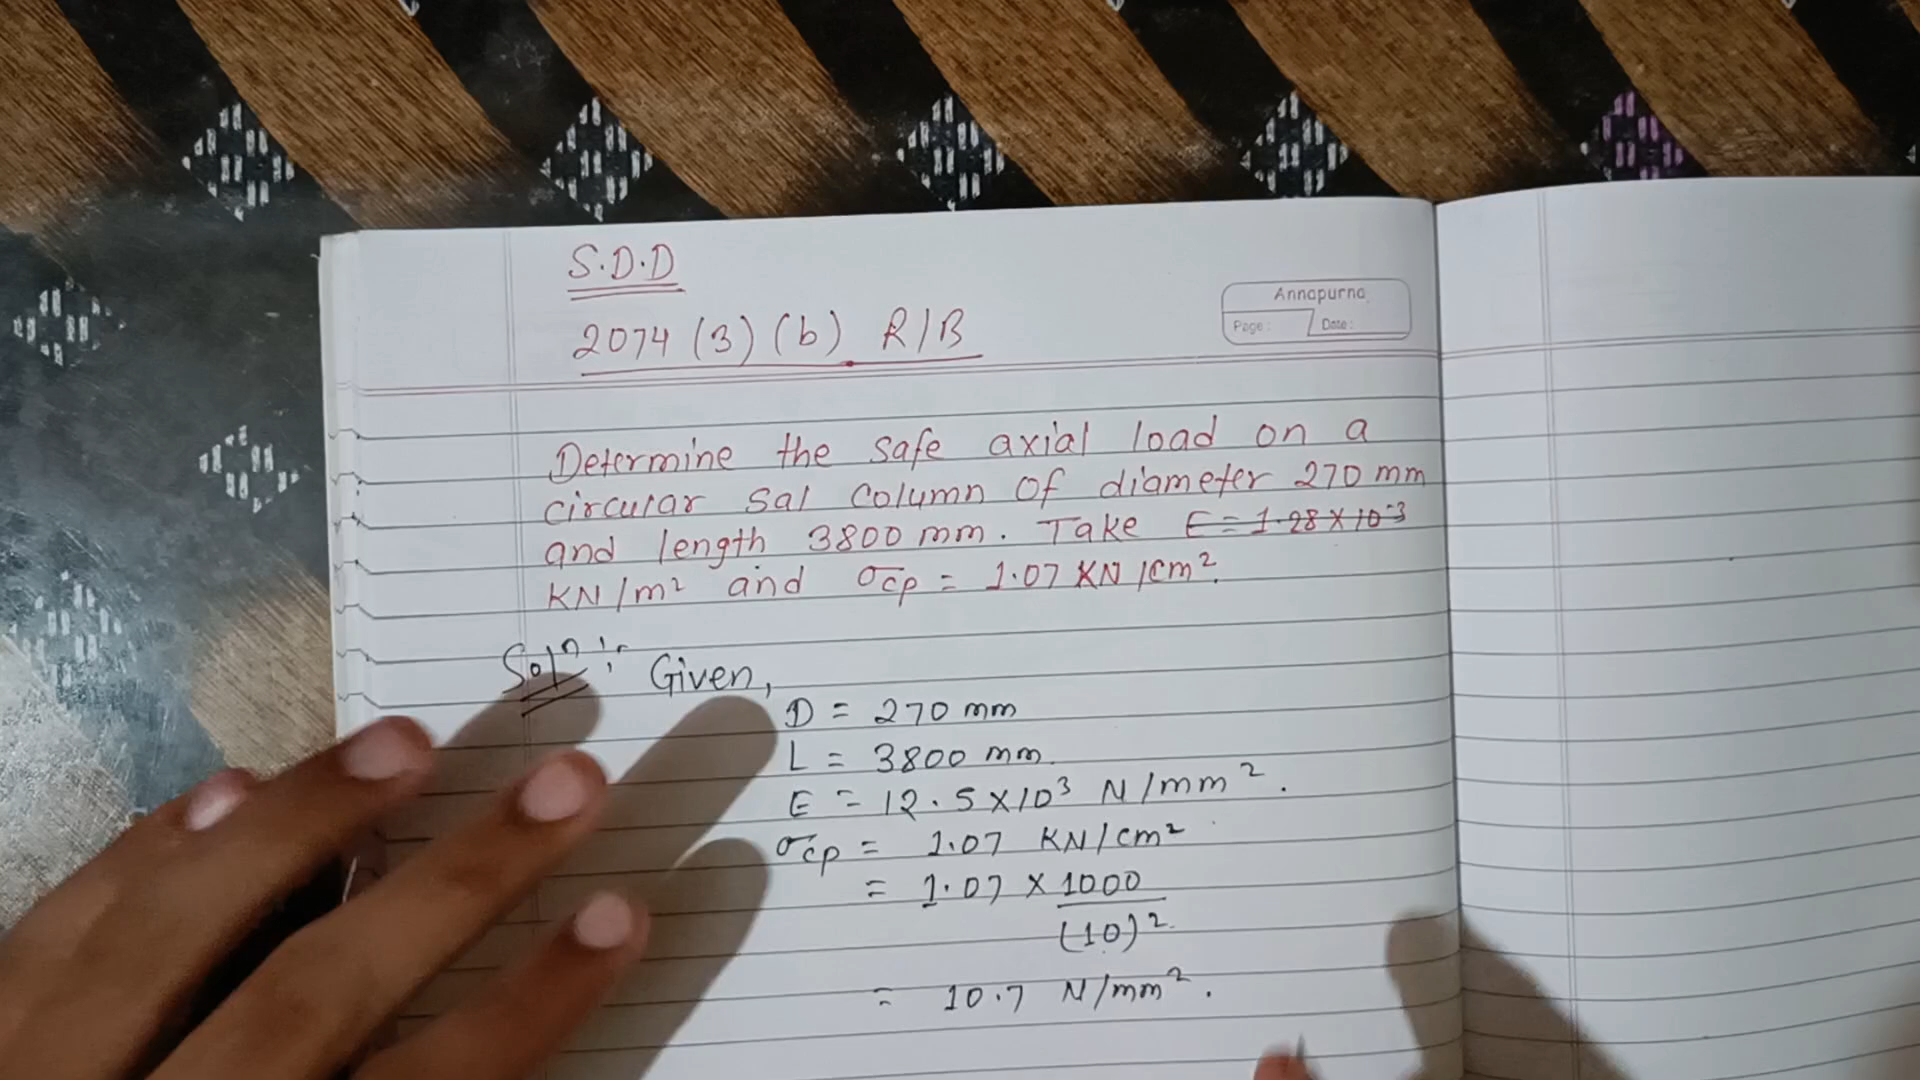 S.D.D
2074 (3) (b) R/B
Annapurna
Page: Date:
Determine the safe axial load on a
circular sal column of diameter 270 mm
and length 3800 mm. Take E = 1.28 × 10⁻³
KN/m² and σcp = 1.07 KN/cm².
Solⁿ :- Given,
D = 270 mm
L = 3800 mm.
E = 12.5×10³ N/mm².
σcp = 1.07 KN/cm²
= 1.07 × 1000
(10)²
= 10.7 N/mm².